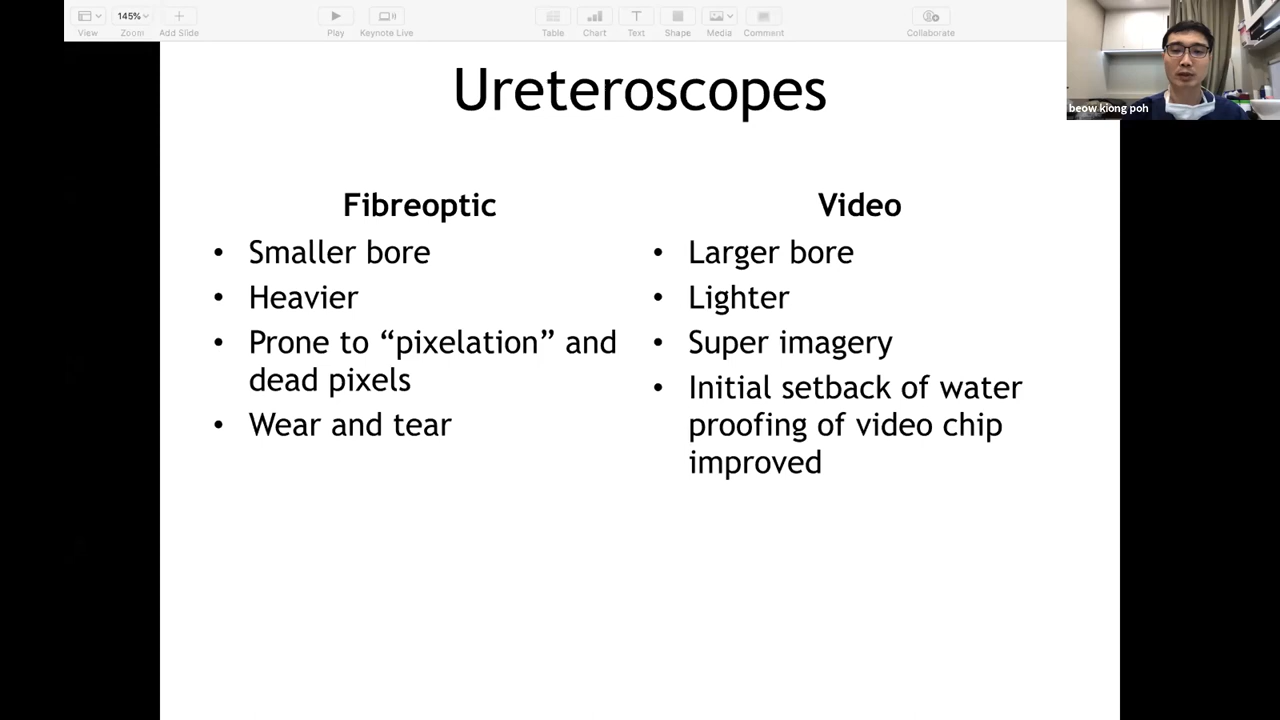 145%
View
Zoom
Add Slide
Play
Keynote Live
Table
Chart
Text
Shape
Media
Comment
Collaborate
beow kiong poh
Ureteroscopes
Fibreoptic
• Smaller bore
• Heavier
• Prone to “pixelation” and
dead pixels
• Wear and tear
Video
• Larger bore
• Lighter
• Super imagery
• Initial setback of water
proofing of video chip
improved